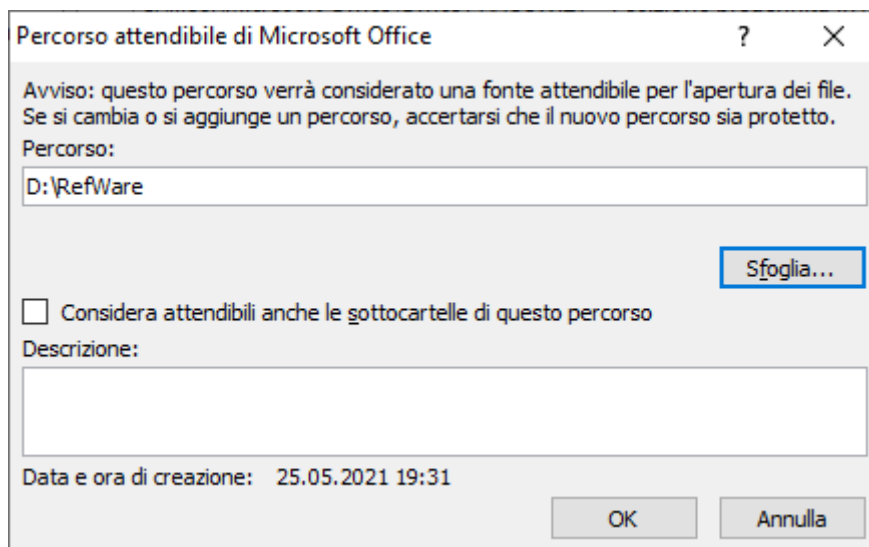 Percorso attendibile di Microsoft Office
?
Avviso: questo percorso verrà considerato una fonte attendibile per l'apertura dei file.
Se si cambia o si aggiunge un percorso, accertarsi che il nuovo percorso sia protetto.
Percorso:
D:\RefWare
Sfoglia...
Considera attendibili anche le sottocartelle di questo percorso
Descrizione:
Data e ora di creazione: 25.05.2021 19:31
OK Annulla